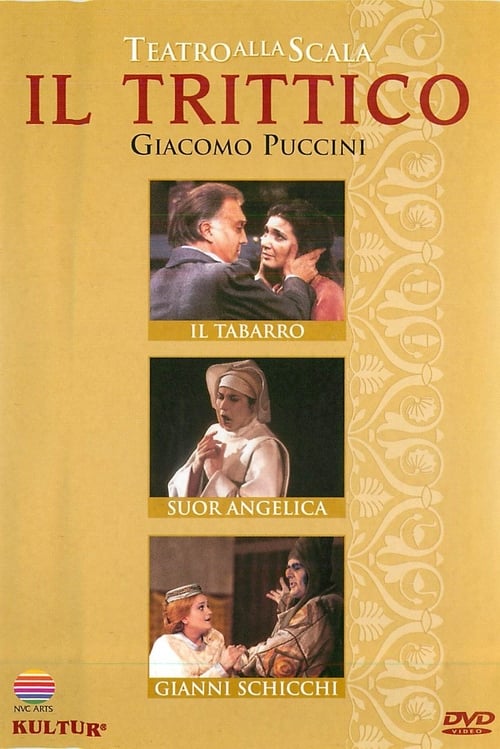 TEATRO ALLA SCALA
IL TRITTICO
GIACOMO PUCCINI
IL TABARRO
SUOR ANGELICA
GIANNI SCHICCHI
NVC ARTS
KULTUR®
DVD
VIDEO